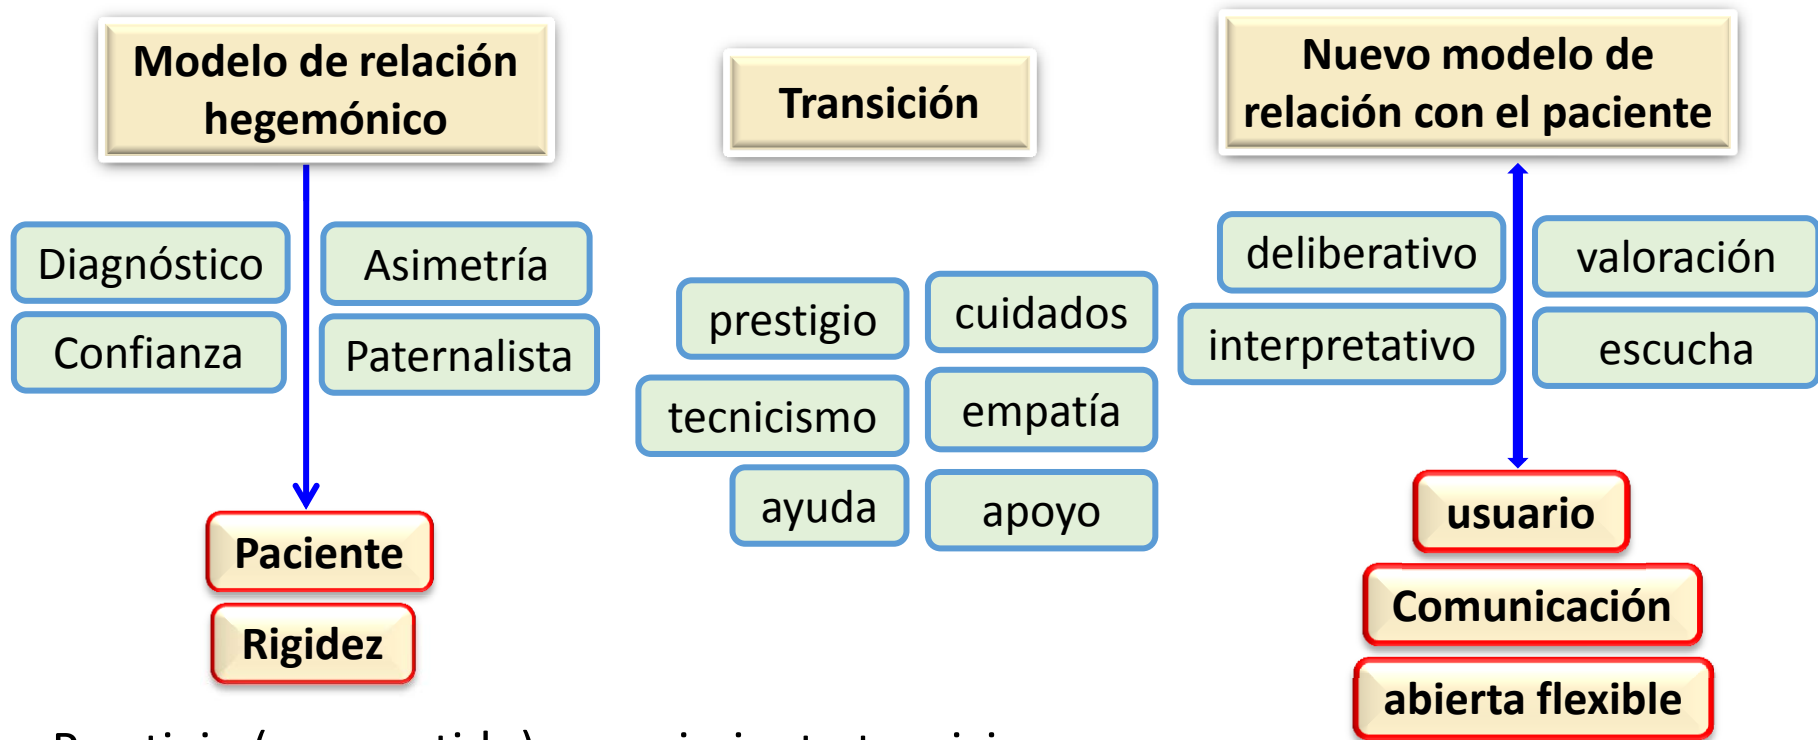 Modelo de relación
hegemónico
Diagnóstico
Asimetría
Confianza
Paternalista
Paciente
Rigidez
Transición
prestigio
cuidados
tecnicismo
empatía
ayuda
apoyo
Nuevo modelo de
relación con el paciente
deliberativo
valoración
interpretativo
escucha
usuario
Comunicación
abierta flexible